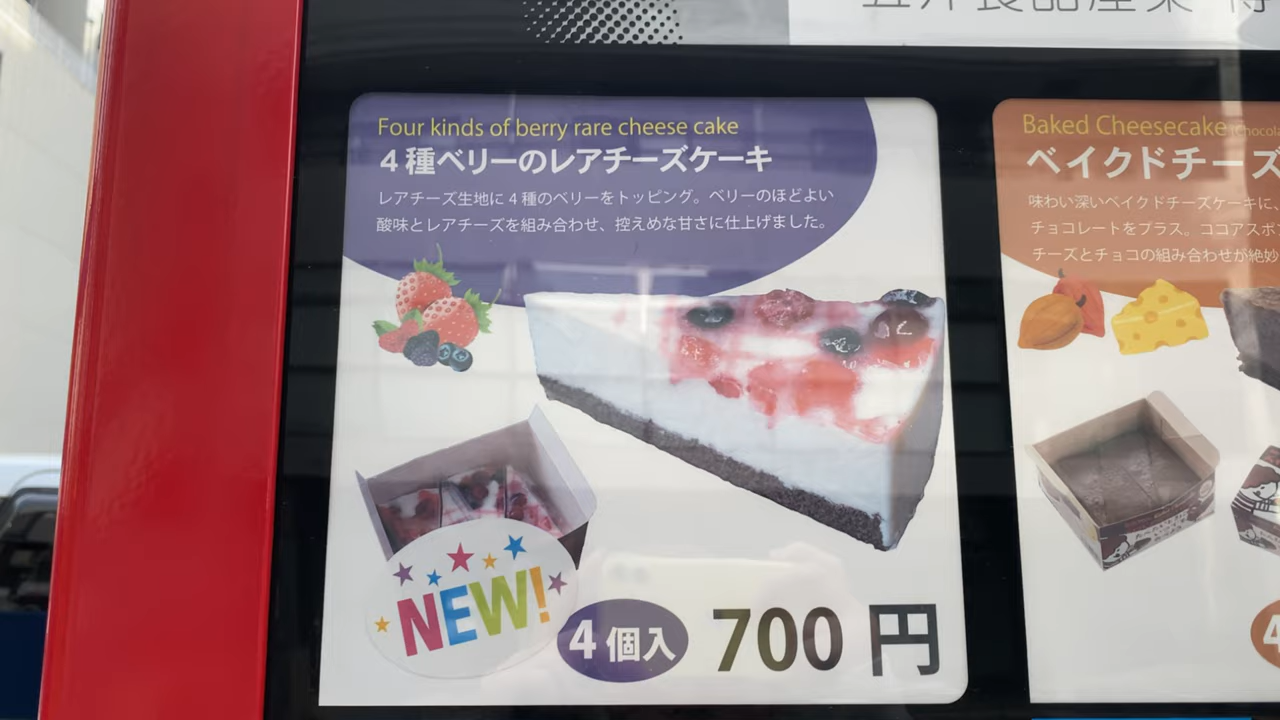 Four kinds of berry rare cheese cake
4種ベリーのレアチーズケーキ
レアチーズ生地に4種のベリーをトッピング。ベリーのほどよい
酸味とレアチーズを組み合わせ、控えめな甘さに仕上げました。
NEW!
4個入
700円
Baked Cheesecake
ベイクドチーズ
味わい深いベイクドチーズケーキに、
チョコレートをプラス。ココアスポ
チーズとチョコの組み合わせが絶妙
4